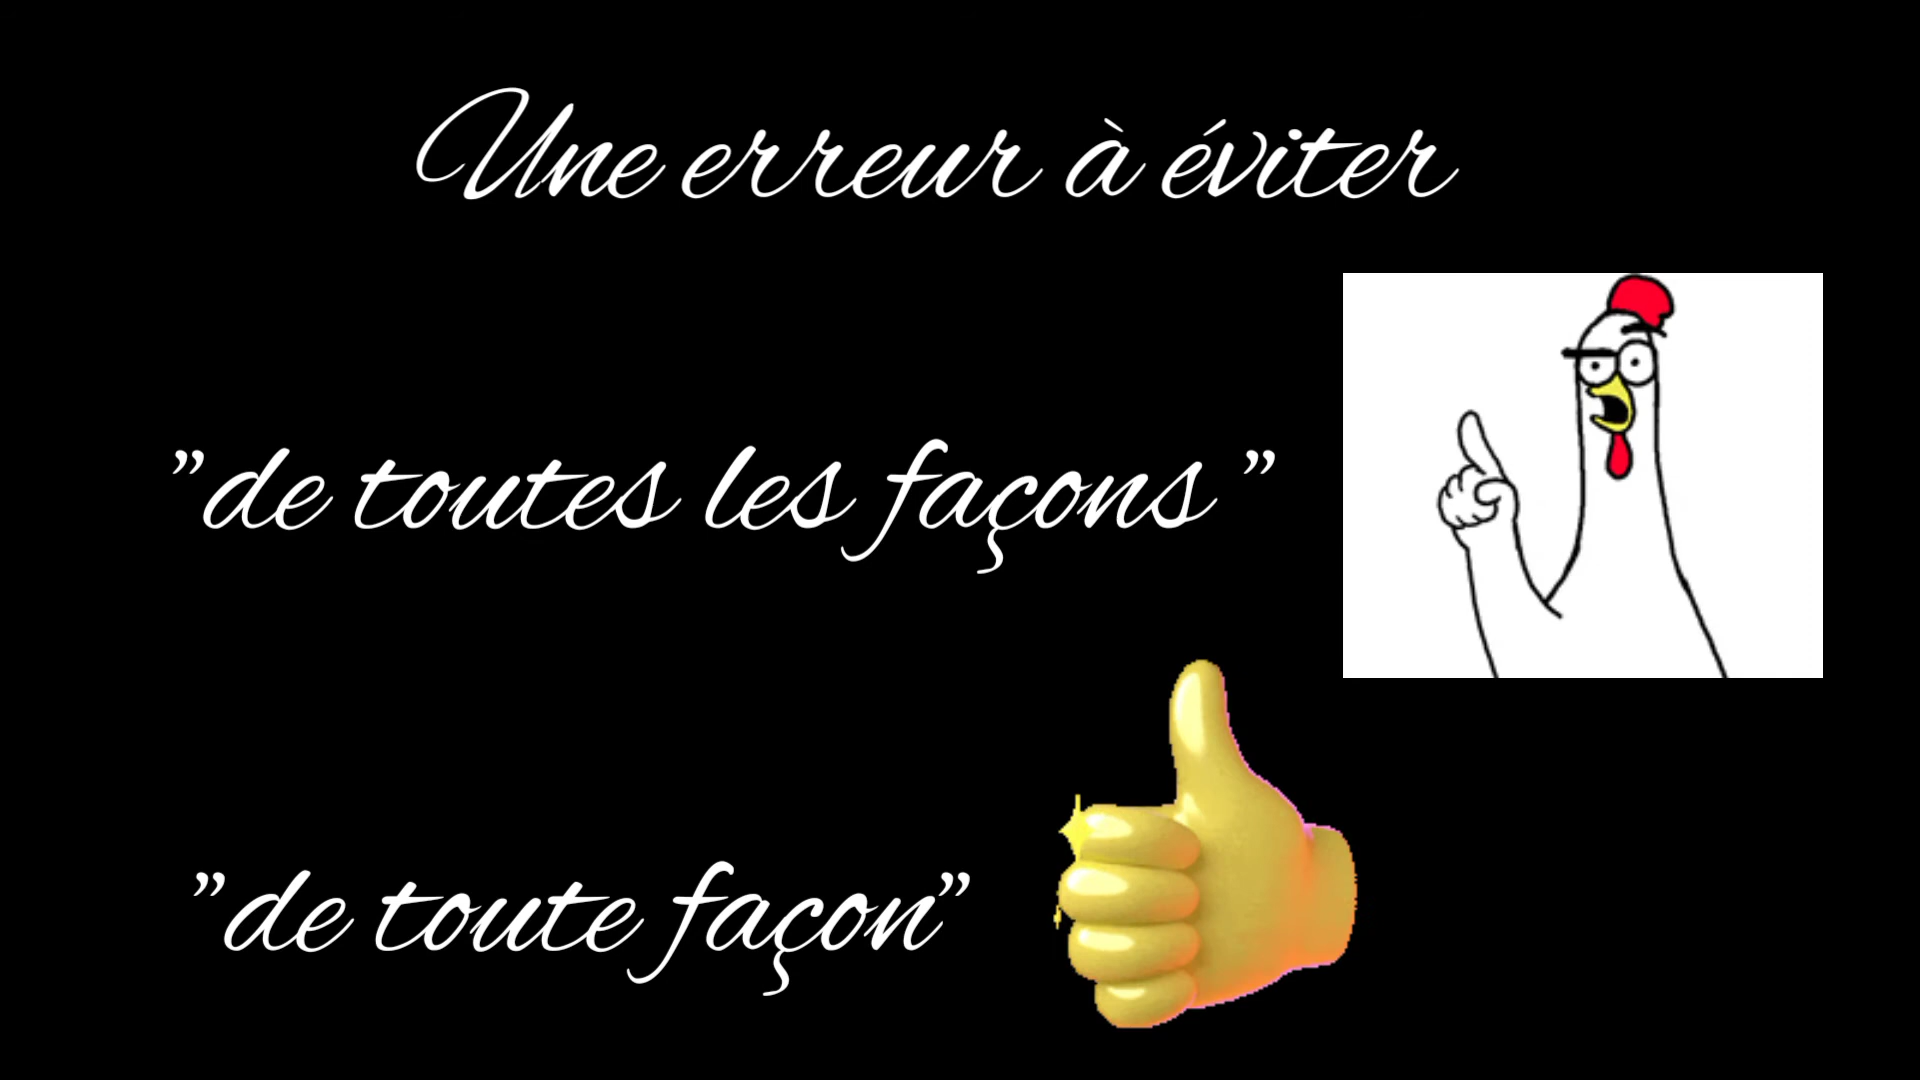 Une erreur à éviter
"de toutes les façons "
"de toute façon"